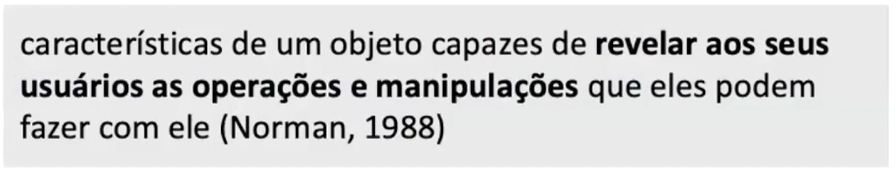 características de um objeto capazes de revelar aos seus
usuários as operações e manipulações que eles podem
fazer com ele (Norman, 1988)